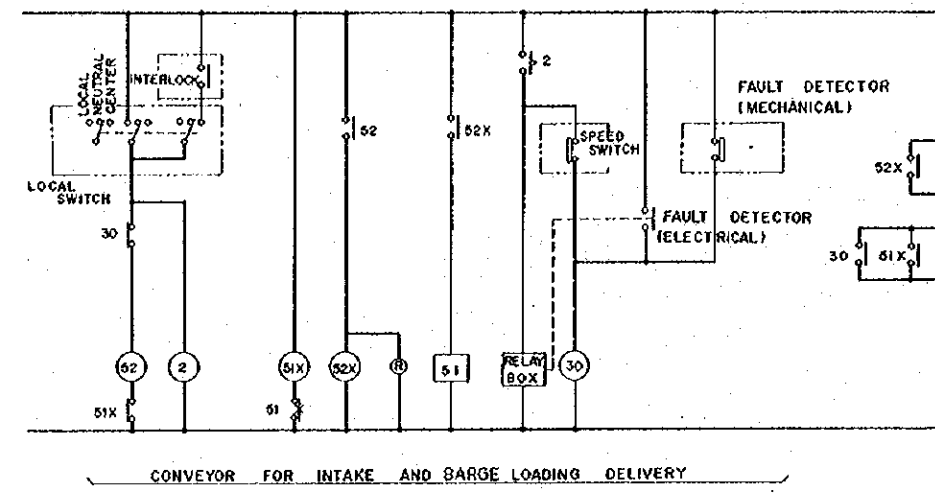 LOCAL
NEUTRAL
CENTER
INTERLOCK
LOCAL
SWITCH
30
52
2
51X
51X
51
52
52X
R
52X
51
2
SPEED
SWITCH
RELAY
BOX
30
FAULT DETECTOR
(ELECTRICAL)
FAULT DETECTOR
(MECHANICAL)
52X
30
51X
CONVEYOR FOR INTAKE AND BARGE LOADING DELIVERY